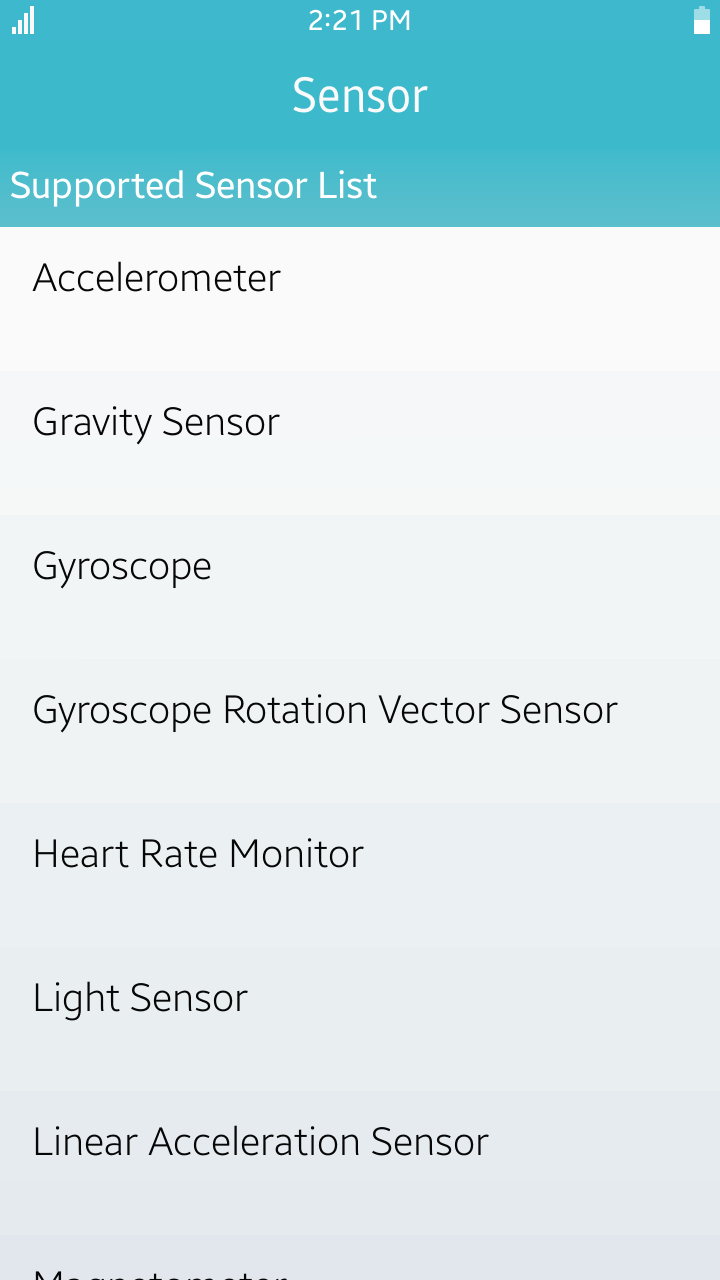 2:21 PM
Sensor
Supported Sensor List
Accelerometer
Gravity Sensor
Gyroscope
Gyroscope Rotation Vector Sensor
Heart Rate Monitor
Light Sensor
Linear Acceleration Sensor
Magnetometer